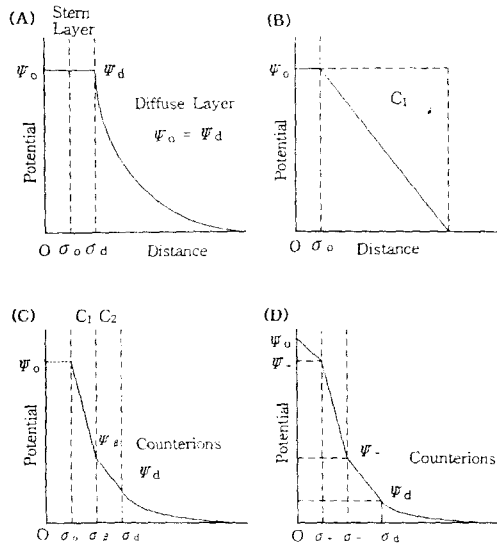 (A)
Stern
Layer
Ψo
Ψd
Diffuse Layer
Ψo = Ψd
Potential
O σo σd Distance
(B)
Ψo
C1
Potential
O σo Distance
(C)
C1 C2
Ψo
Ψβ
Counterions
Ψd
Potential
O σo σβ σd
(D)
Ψo
Ψ-
Ψ-
Counterions
Ψd
Potential
O σ- σ- σd